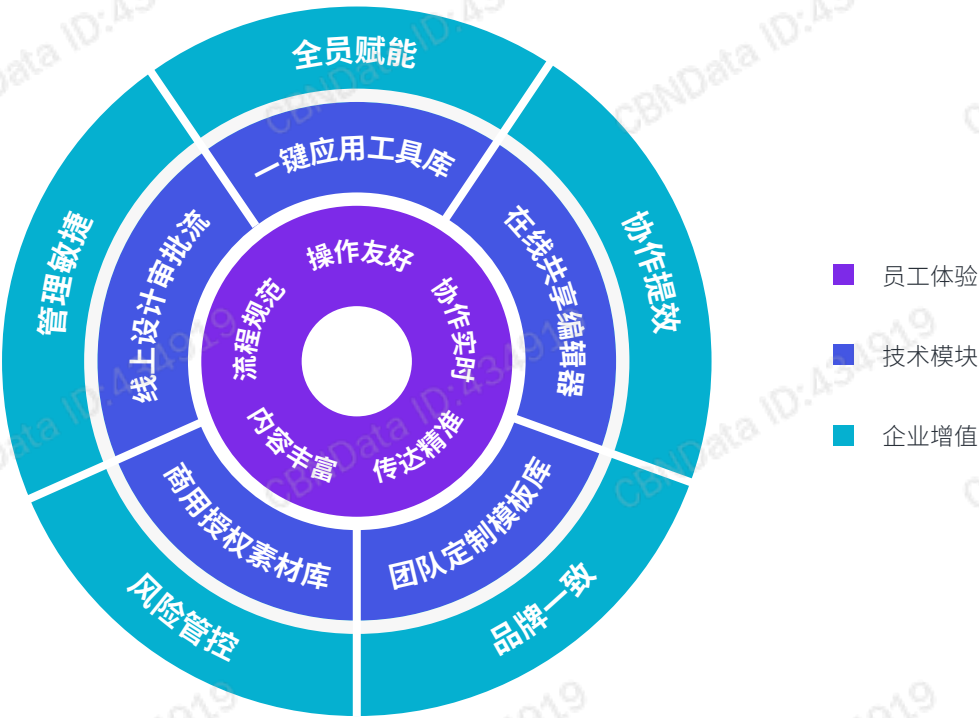 全员赋能
协作提效
品牌一致
风险管控
管理敏捷
一键应用工具库
在线共享编辑器
团队定制模板库
商用授权素材库
线上设计审批流
操作友好
协作实时
传达精准
内容丰富
流程规范
员工体验
技术模块
企业增值
CBNData ID:434919